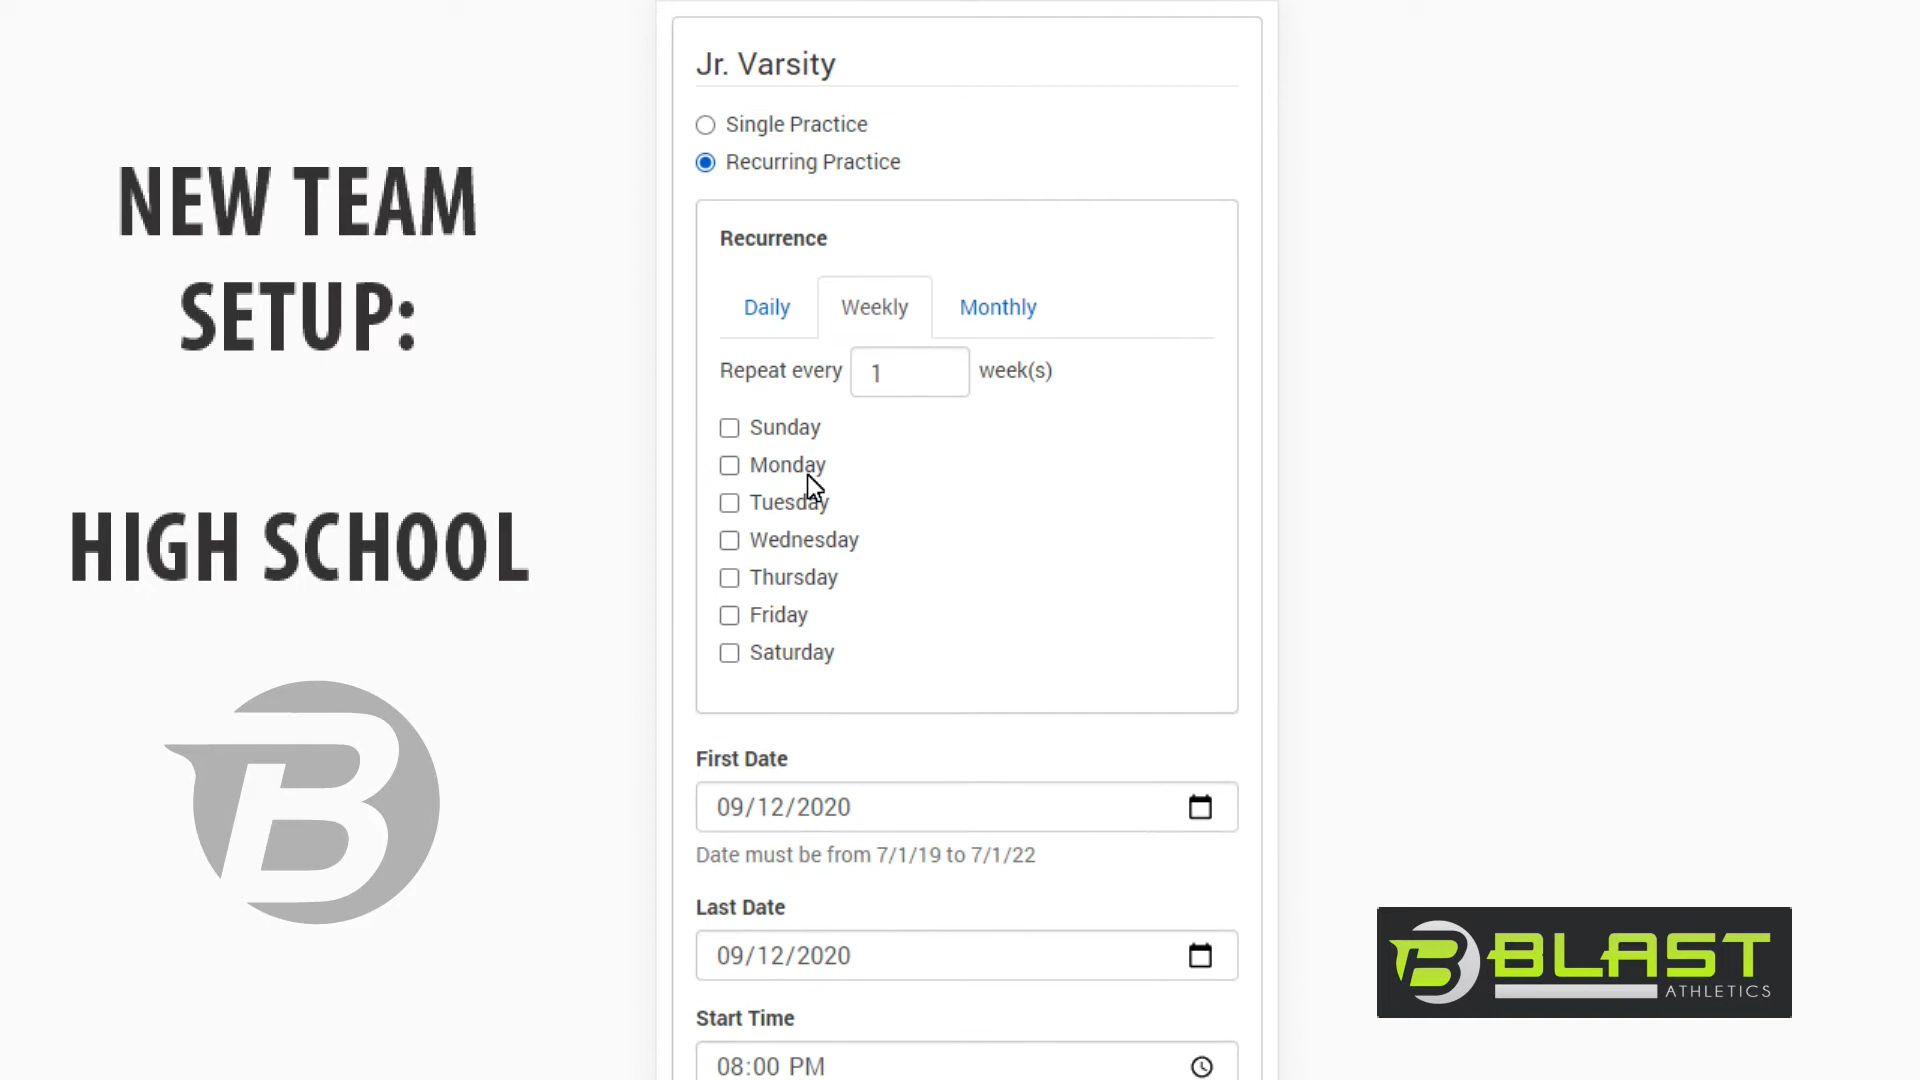 NEW TEAM
SETUP:
HIGH SCHOOL
Jr. Varsity
Single Practice
Recurring Practice
Recurrence
Daily
Weekly
Monthly
Repeat every 1 week(s)
Sunday
Monday
Tuesday
Wednesday
Thursday
Friday
Saturday
First Date
09/12/2020
Date must be from 7/1/19 to 7/1/22
Last Date
09/12/2020
Start Time
08:00 PM
B
B BLAST
ATHLETICS